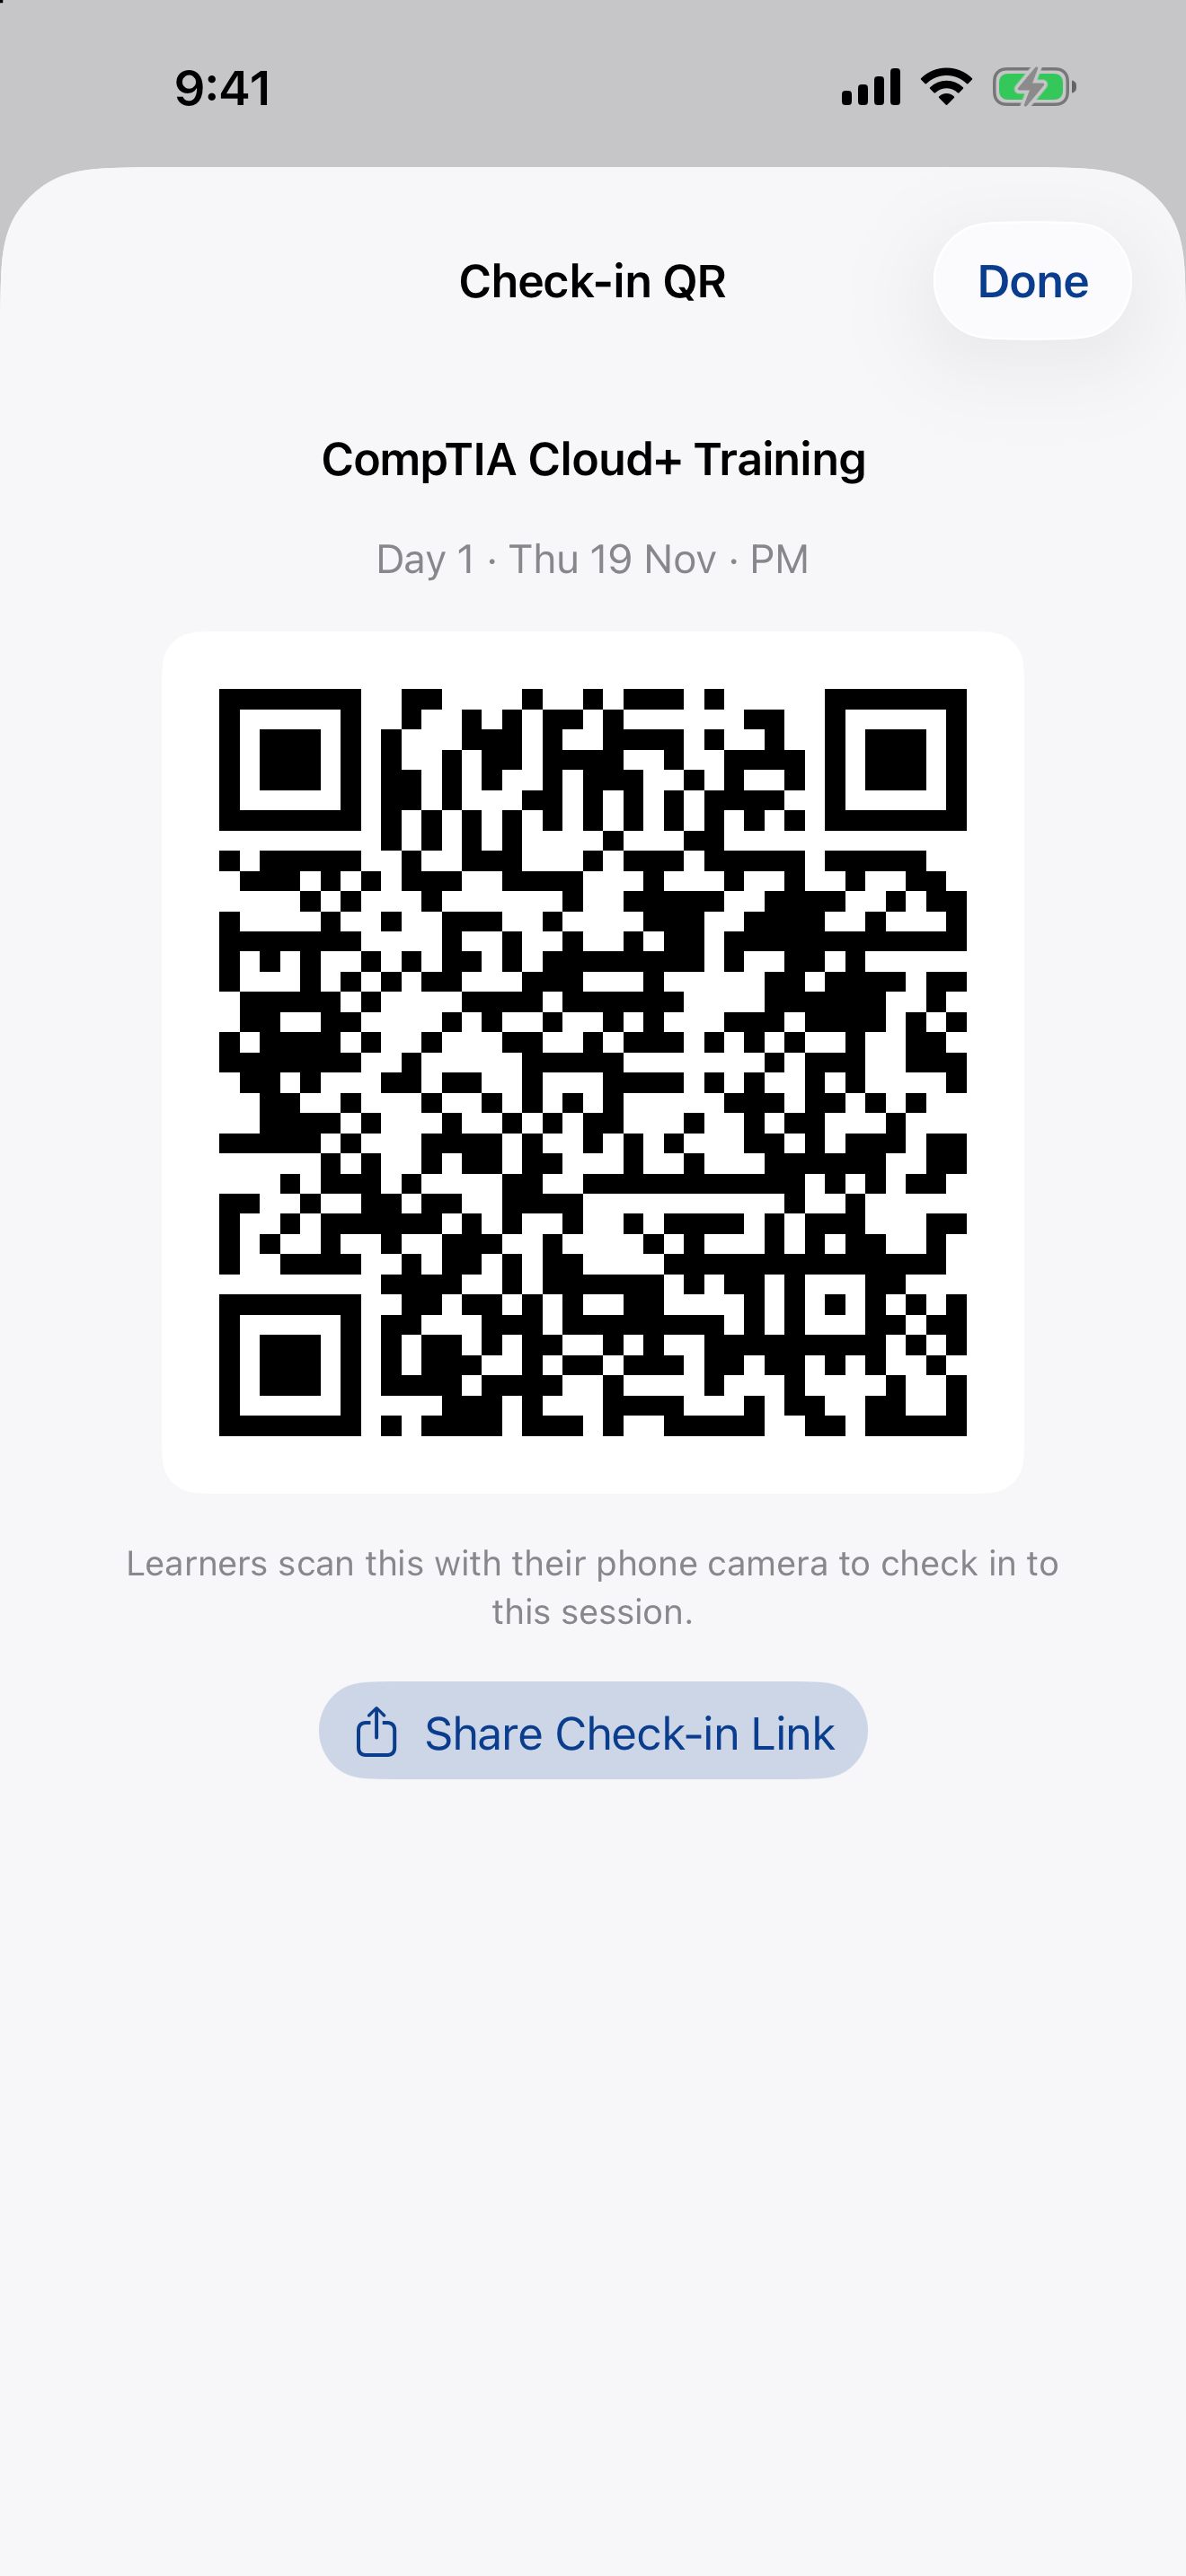 9:41
Check-in QR
Done
CompTIA Cloud+ Training
Day 1 · Thu 19 Nov · PM
Learners scan this with their phone camera to check in to
this session.
Share Check-in Link